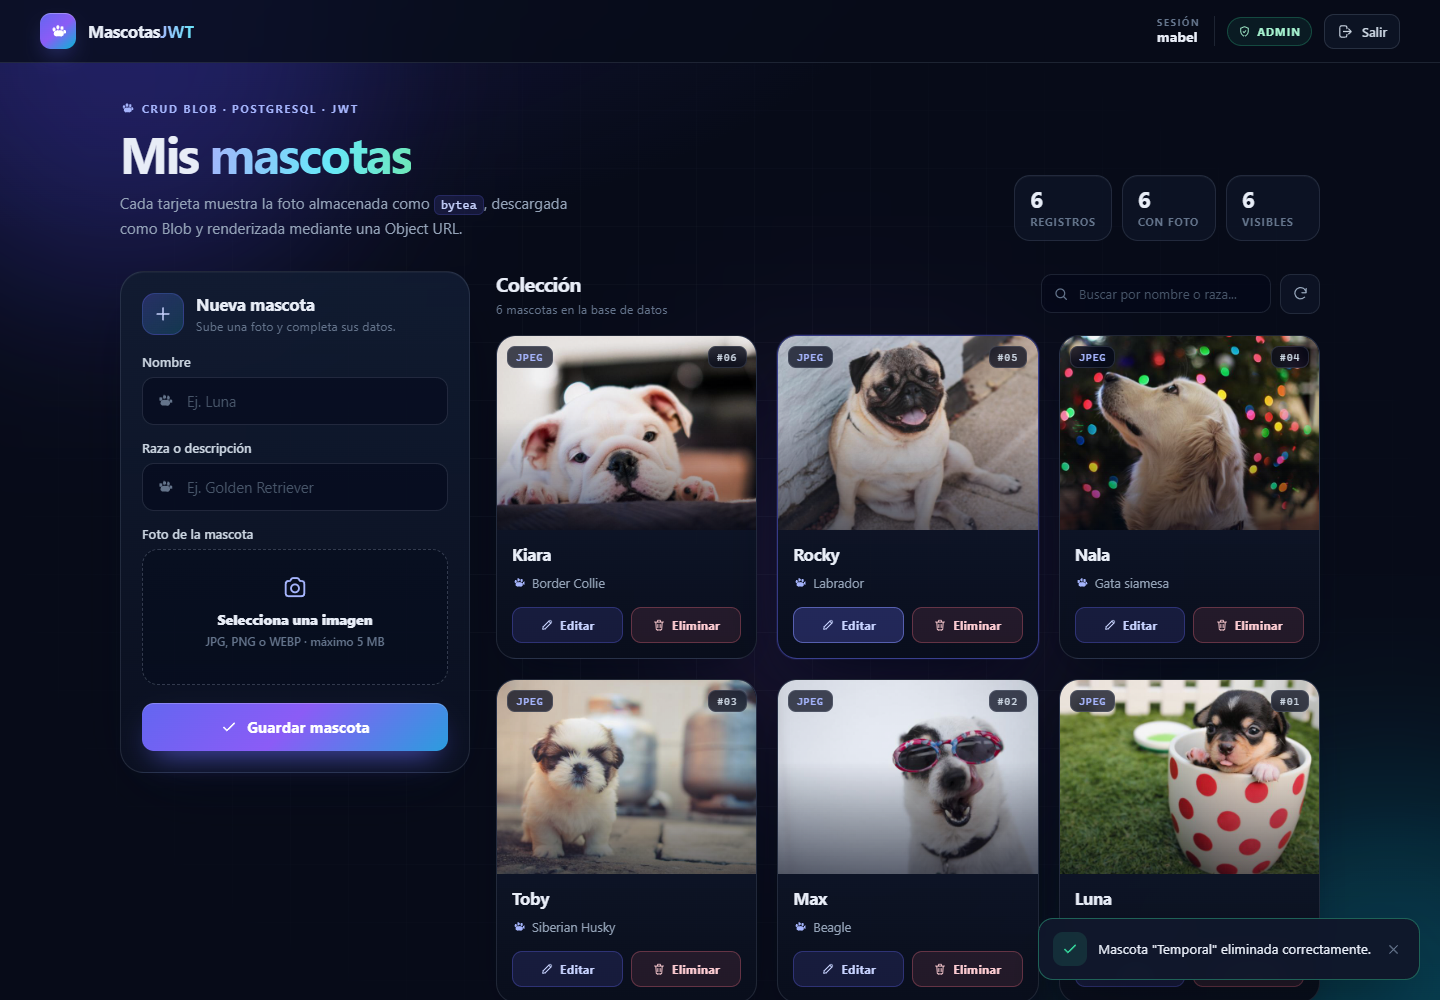 MascotasJWT
SESIÓN
mabel
ADMIN
Salir
CRUD BLOB · POSTGRESQL · JWT
Mis mascotas
Cada tarjeta muestra la foto almacenada como bytea, descargada
como Blob y renderizada mediante una Object URL.
6
REGISTROS
6
CON FOTO
6
VISIBLES
Nueva mascota
Sube una foto y completa sus datos.
Nombre
Ej. Luna
Raza o descripción
Ej. Golden Retriever
Foto de la mascota
Selecciona una imagen
JPG, PNG o WEBP · máximo 5 MB
Guardar mascota
Colección
6 mascotas en la base de datos
Buscar por nombre o raza...
JPEG
#06
Kiara
Border Collie
Editar
Eliminar
JPEG
#05
Rocky
Labrador
Editar
Eliminar
JPEG
#04
Nala
Gata siamesa
Editar
Eliminar
JPEG
#03
Toby
Siberian Husky
Editar
Eliminar
JPEG
#02
Max
Beagle
Editar
Eliminar
JPEG
#01
Luna
Mascota "Temporal" eliminada correctamente.